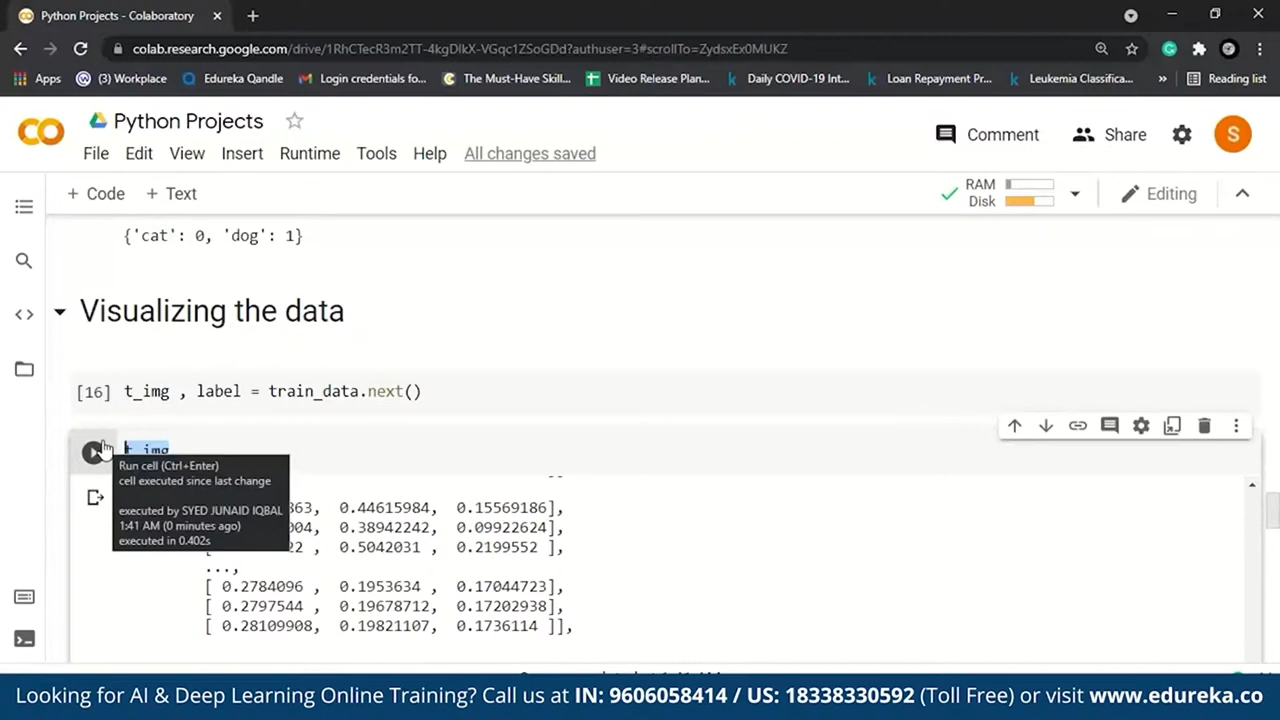 Python Projects - Colaboratory
colab.research.google.com/drive/1RhCTecR3m2TT-4kgDlkX-VGqc1ZSoGDd?authuser=3#scrollTo=ZydsxEx0MUKZ
Apps (3) Workplace Edureka Qandle Login credentials fo... The Must-Have Skil... Video Release Plan... Daily COVID-19 Int... Loan Repayment Pr... Leukemia Classifica... » Reading list
Python Projects
Comment Share S
File Edit View Insert Runtime Tools Help All changes saved
+ Code + Text RAM Disk Editing
{'cat': 0, 'dog': 1}
Visualizing the data
[16] t_img , label = train_data.next()
t_img
Run cell (Ctrl+Enter)
cell executed since last change
executed by SYED JUNAID IQBAL
1:41 AM (0 minutes ago)
executed in 0.402s
]],
363, 0.44615984, 0.15569186],
004, 0.38942242, 0.09922624],
22 , 0.5042031 , 0.2199552 ],
...,
[ 0.2784096 , 0.1953634 , 0.17044723],
[ 0.2797544 , 0.19678712, 0.17202938],
[ 0.28109908, 0.19821107, 0.1736114 ]],
Looking for AI & Deep Learning Online Training? Call us at IN: 9606058414 / US: 18338330592 (Toll Free) or visit www.edureka.co